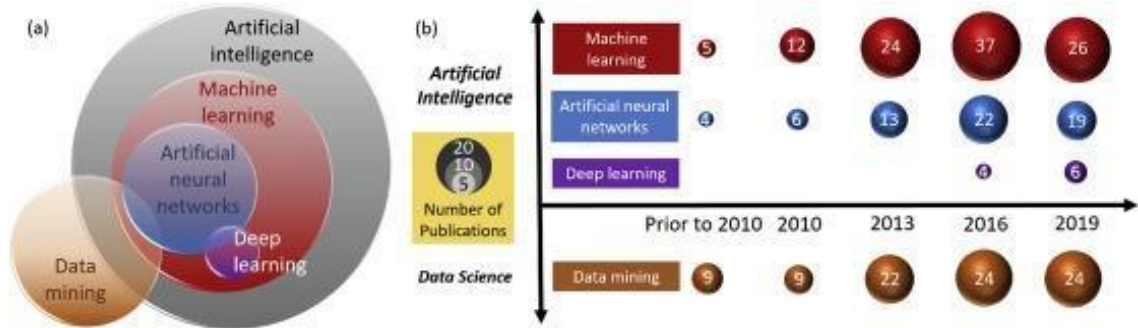 (a)
Artificial
intelligence
Machine
learning
Artificial
neural
networks
Deep
learning
Data
mining
(b)
Artificial
Intelligence
20
10
5
Number of
Publications
Data Science
Machine
learning
5 12 24 37 26
Artificial neural
networks
4 6 13 22 19
Deep learning
4 6
Prior to 2010 2010 2013 2016 2019
Data mining
9 9 22 24 24